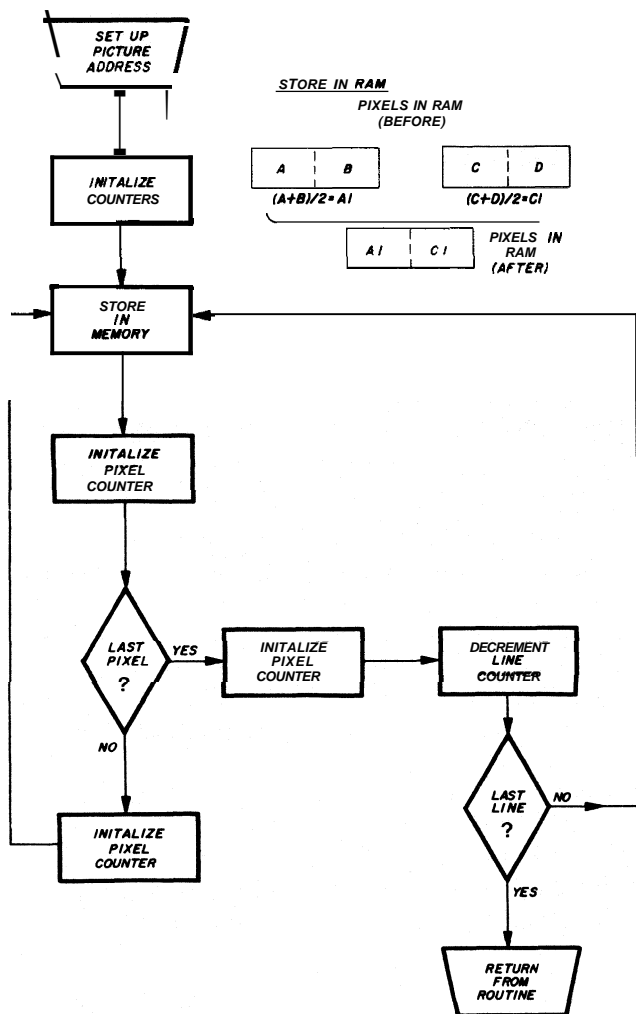 SET UP
PICTURE
ADDRESS
STORE IN RAM
PIXELS IN RAM
(BEFORE)
A B C D
(A+B)/2=A1 (C+D)/2=C1
A1 C1
PIXELS IN
RAM
(AFTER)
INITALIZE
COUNTERS
STORE
IN
MEMORY
INITALIZE
PIXEL
COUNTER
LAST
PIXEL
?
YES
NO
INITALIZE
PIXEL
COUNTER
DECREMENT
LINE
COUNTER
LAST
LINE
?
NO
YES
INITALIZE
PIXEL
COUNTER
RETURN
FROM
ROUTINE